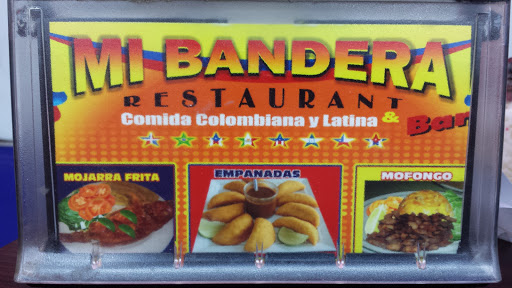 MI BANDERA
RESTAURANT
Comida Colombiana y Latina & Bar
MOJARRA FRITA
EMPANADAS
MOFONGO